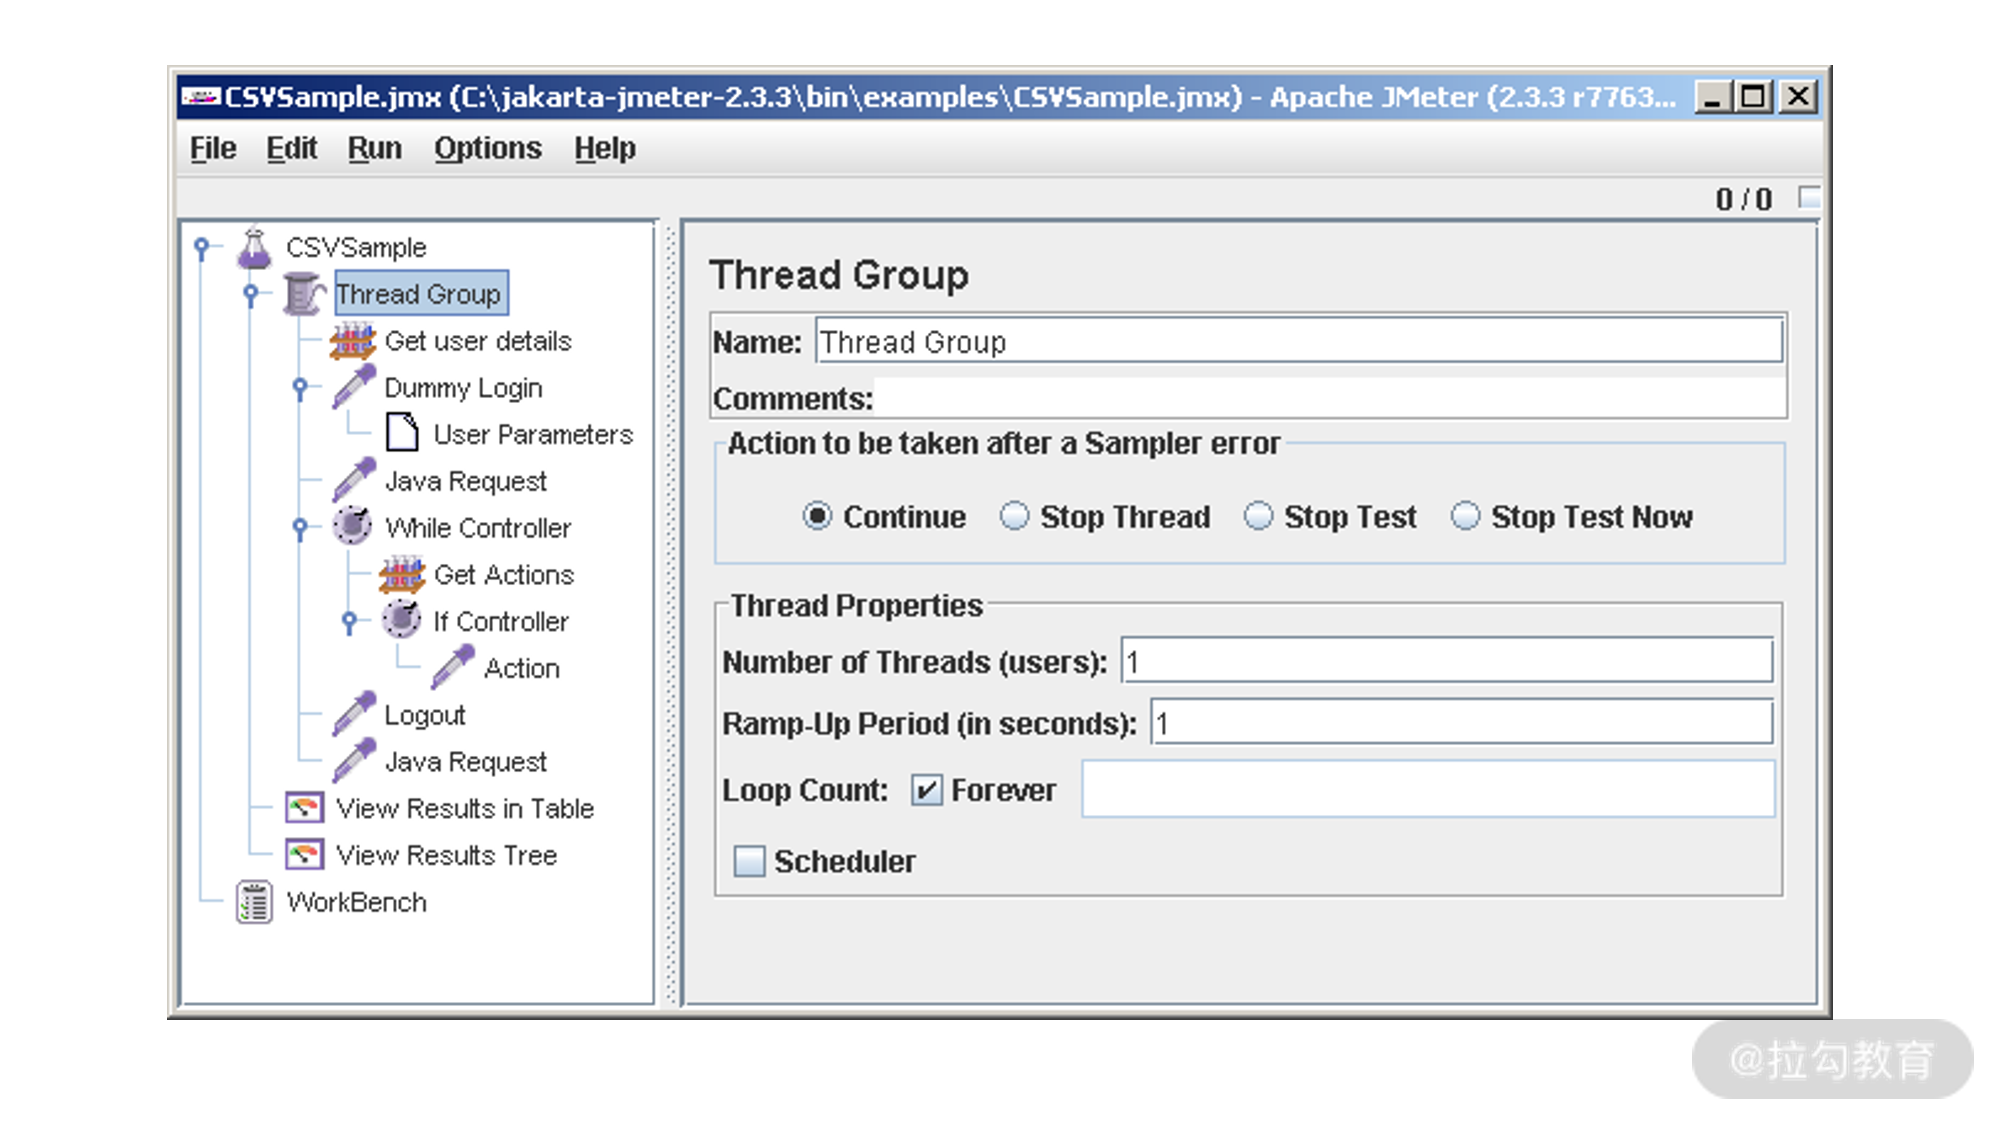 CSVSample.jmx (C:\jakarta-jmeter-2.3.3\bin\examples\CSVSample.jmx) - Apache JMeter (2.3.3 r7763...
File Edit Run Options Help
0 / 0
CSVSample
Thread Group
Get user details
Dummy Login
User Parameters
Java Request
While Controller
Get Actions
If Controller
Action
Logout
Java Request
View Results in Table
View Results Tree
WorkBench
Thread Group
Name: Thread Group
Comments:
Action to be taken after a Sampler error
Continue Stop Thread Stop Test Stop Test Now
Thread Properties
Number of Threads (users): 1
Ramp-Up Period (in seconds): 1
Loop Count: Forever
Scheduler
@拉勾教育